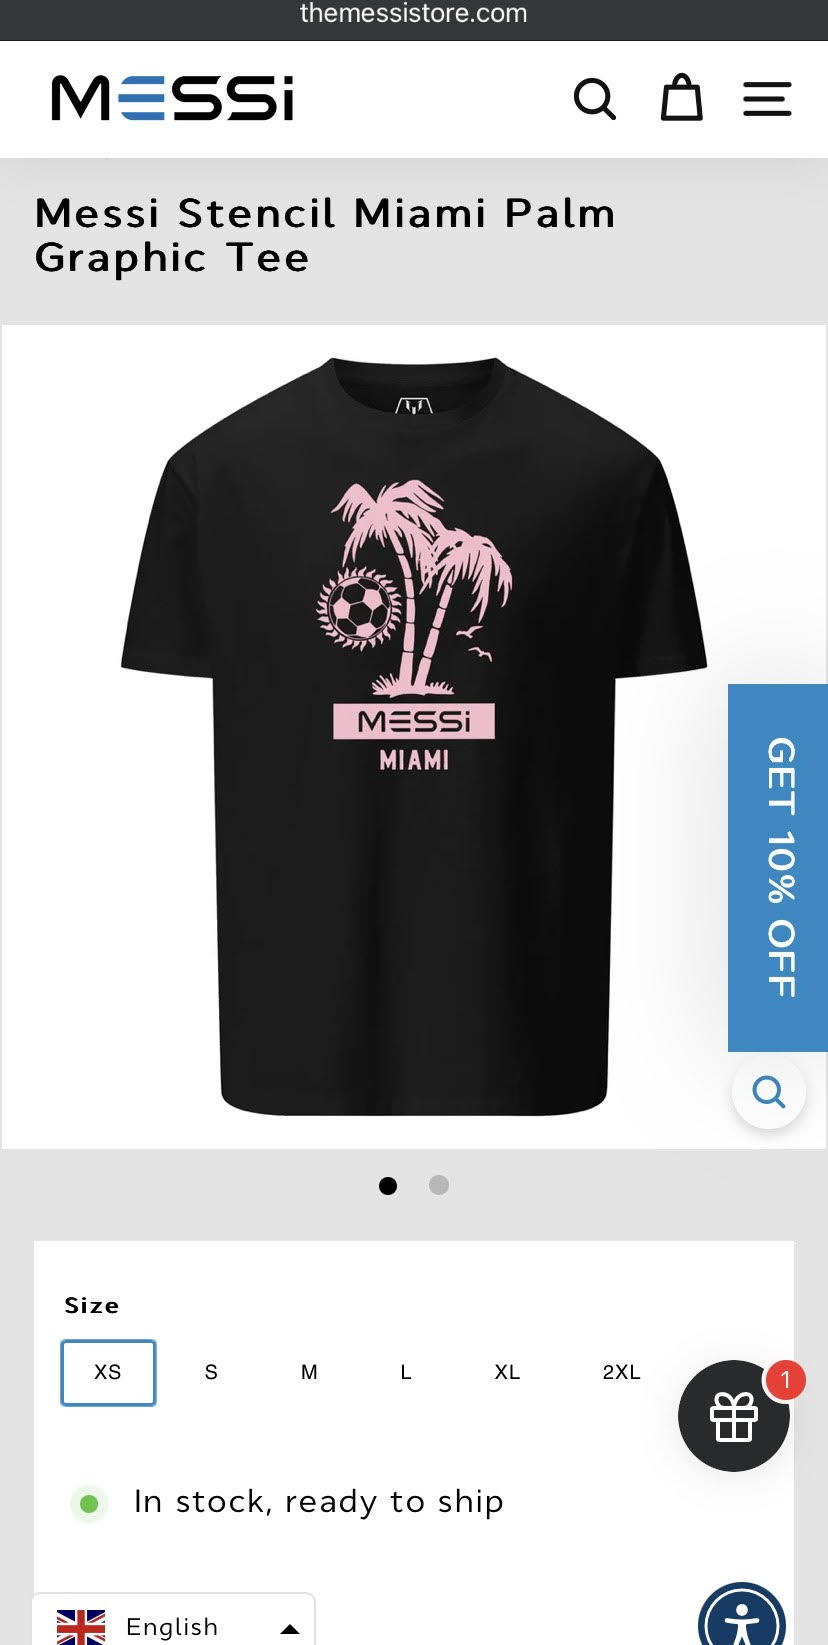 themessistore.com
MESSi
Messi Stencil Miami Palm
Graphic Tee
MESSi
MIAMI
GET 10% OFF
Size
XS S M L XL 2XL
1
In stock, ready to ship
English